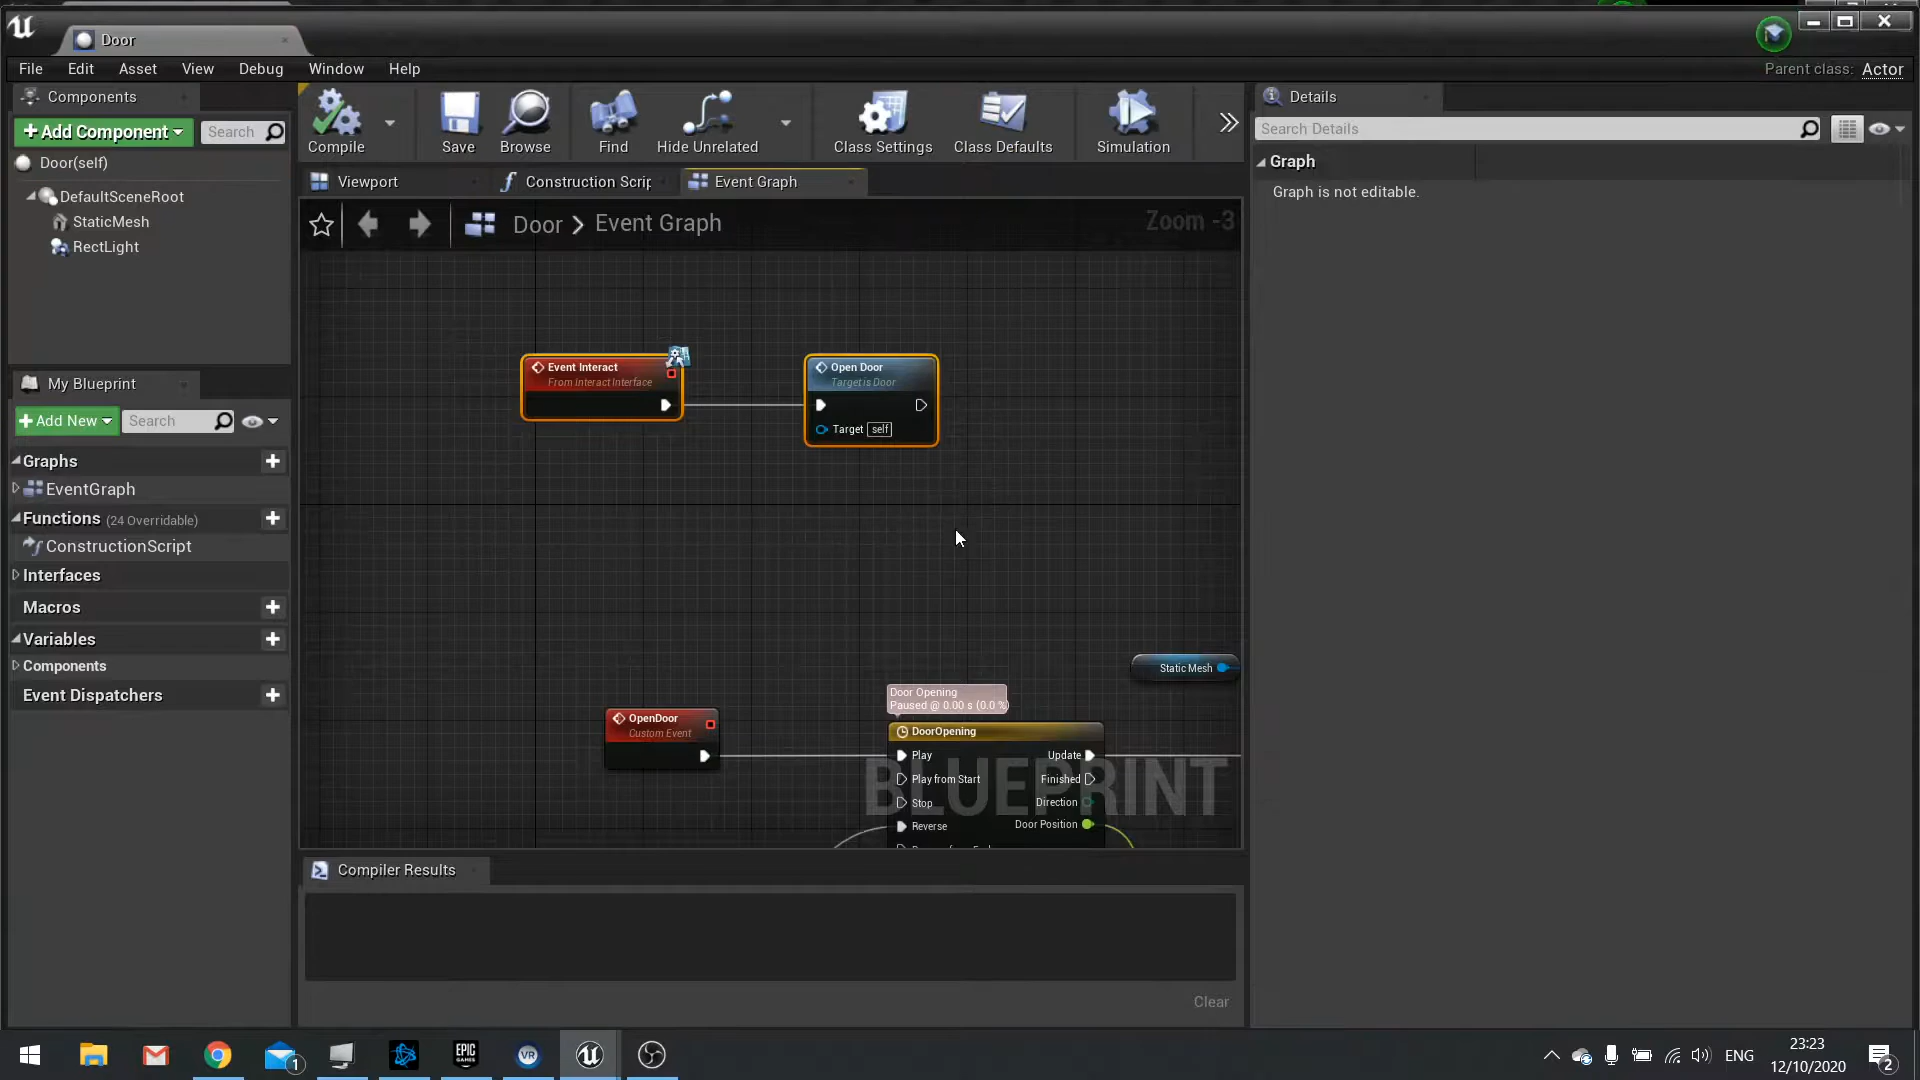 Door
File Edit Asset View Debug Window Help
Parent class: Actor
Components
Add Component
Search
Door(self)
DefaultSceneRoot
StaticMesh
RectLight
My Blueprint
Add New
Search
Graphs
EventGraph
Functions (24 Overridable)
ConstructionScript
Interfaces
Macros
Variables
Components
Event Dispatchers
Compile
Save
Browse
Find
Hide Unrelated
Class Settings
Class Defaults
Simulation
Viewport
Construction Scrip
Event Graph
Door > Event Graph
Zoom -3
Event Interact
From Interact Interface
Open Door
Target is Door
Target self
Static Mesh
OpenDoor
Custom Event
Door Opening
Paused @ 0.00 s (0.0 %)
DoorOpening
Play
Update
Play from Start
Finished
Stop
Direction
Reverse
Door Position
BLUEPRINT
Compiler Results
Clear
Details
Search Details
Graph
Graph is not editable.
1
EPIC
GAMES
VR
ENG
23:23
12/10/2020
2